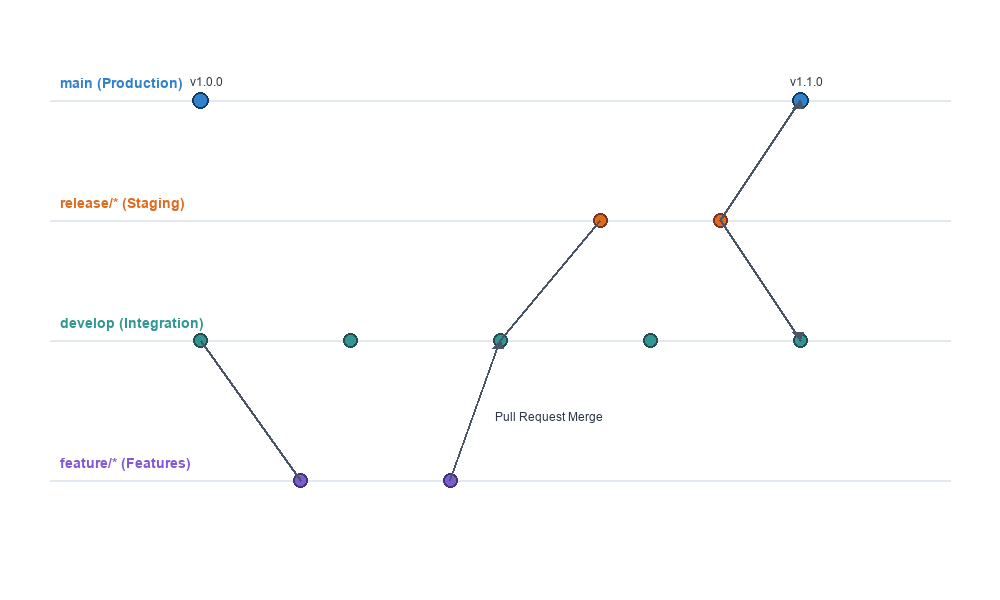 main (Production)
v1.0.0
v1.1.0
release/* (Staging)
develop (Integration)
Pull Request Merge
feature/* (Features)